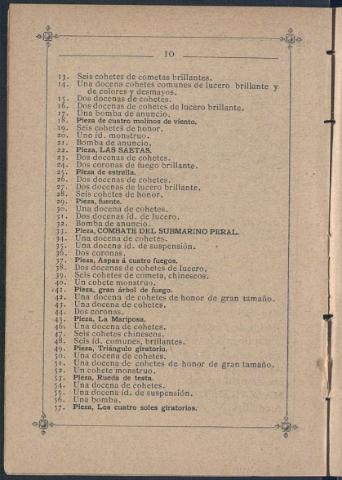 10
13. Seis cohetes de cometas brillantes.
14. Una docena cohetes comunes de lucero brillante y
de colores y desmayos.
15. Dos docenas de cohetes.
16. Dos docenas de cohetes de lucero brillante.
17. Una bomba de anuncio.
18. Pieza de cuatro molinos de viento.
19. Seis cohetes de honor.
20. Uno id. monstruo.
21. Bomba de anuncio.
22. Pieza, LAS SAETAS.
23. Dos docenas de cohetes.
24. Dos coronas de fuego brillante.
25. Pieza de estrella.
26. Dos docenas de cohetes.
27. Dos docenas de lucero brillante.
28. Seis cohetes de honor.
29. Pieza, fuente.
30. Una docena de cohetes.
31. Dos docenas id. de lucero.
32. Bomba de anuncio.
33. Pieza, COMBATE DEL SUBMARINO PERAL.
34. Una docena de cohetes.
35. Una docena id. de suspensión.
36. Dos coronas.
37. Pieza, Aspas á cuatro fuegos.
38. Dos docenas de cohetes de lucero,
39. Seis cohetes de cometa, chinescos.
40. Un cohete monstruo.
41. Pieza, gran árbol de fuego.
42. Una docena de cohetes de honor de gran tamaño.
43. Una docena de cohetes.
44. Dos coronas.
45. Pieza, La Mariposa.
46. Una docena de cohetes.
47. Seis cohetes chinescos.
48. Seis id. comunes, brillantes.
49. Pieza, Triángulo giratorio.
50. Una docena de cohetes.
51. Una docena de cohetes de honor de gran tamaño.
52. Un cohete monstruo.
53. Pieza, Rueda de testa.
54. Una docena de cohetes.
55. Una docena id. de suspensión.
56. Una bomba.
57. Pieza, Los cuatro soles giratorios.